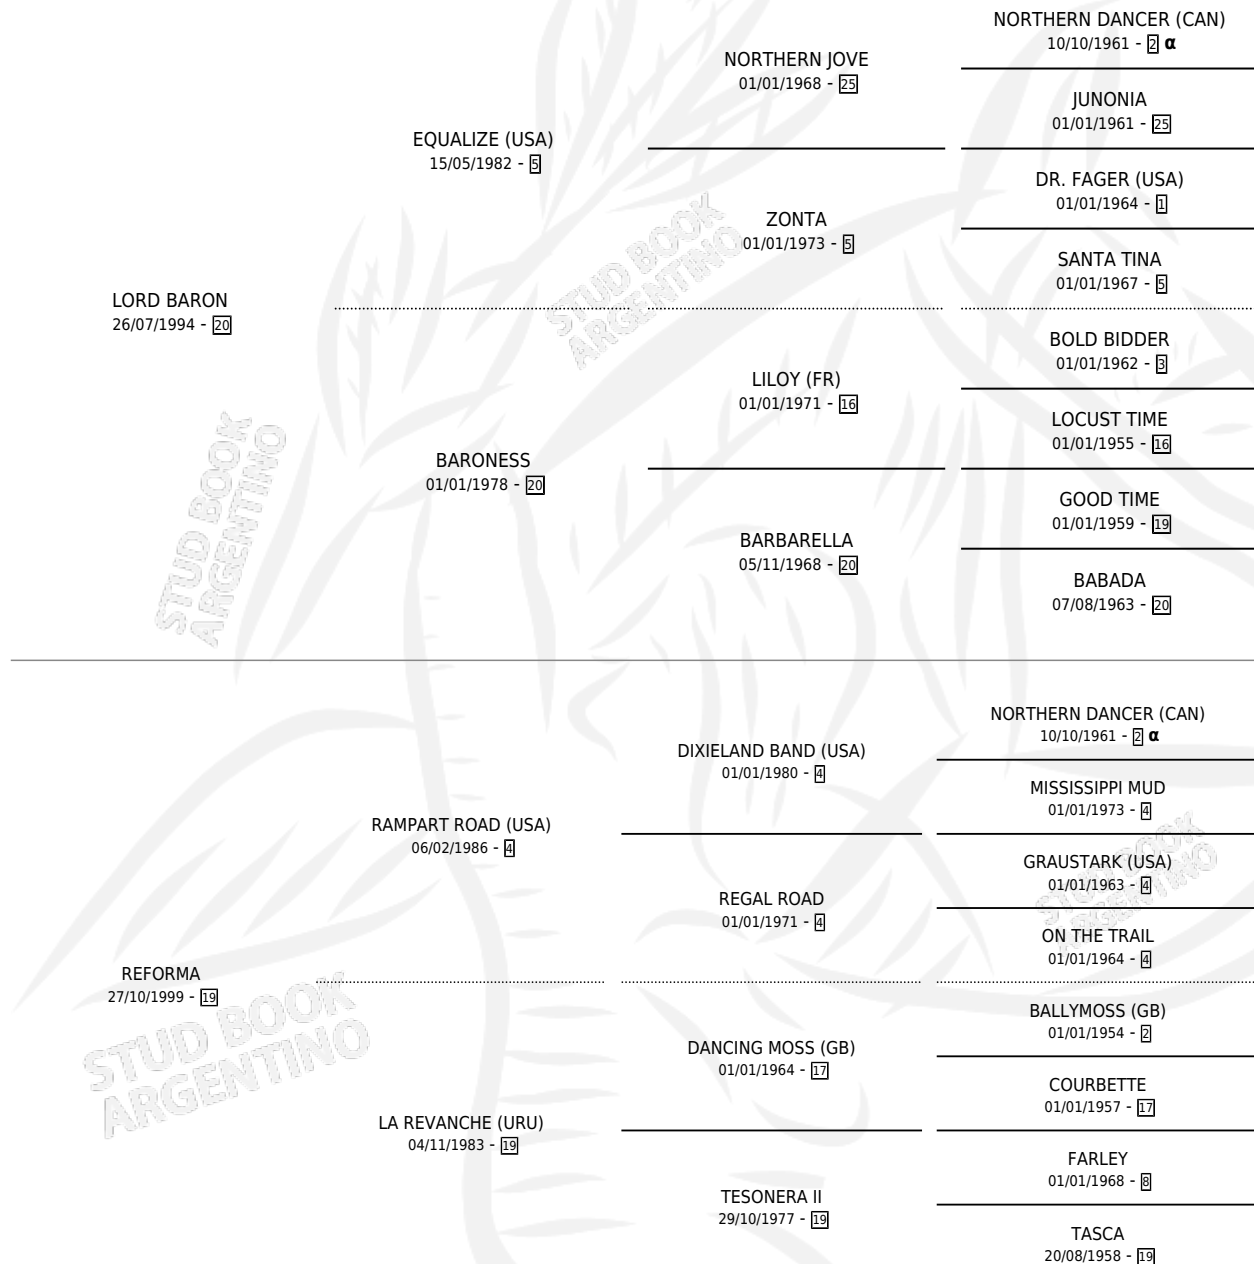 NORTHERN DANCER (CAN)
10/10/1961 - 2 α
NORTHERN JOVE
01/01/1968 - 25
JUNONIA
01/01/1961 - 25
EQUALIZE (USA)
15/05/1982 - 5
DR. FAGER (USA)
01/01/1964 - 1
ZONTA
01/01/1973 - 5
SANTA TINA
01/01/1967 - 5
LORD BARON
26/07/1994 - 20
BOLD BIDDER
01/01/1962 - 3
LILOY (FR)
01/01/1971 - 16
LOCUST TIME
01/01/1955 - 16
BARONESS
01/01/1978 - 20
GOOD TIME
01/01/1959 - 19
BARBARELLA
05/11/1968 - 20
BABADA
07/08/1963 - 20
STUD BOOK
ARGENTINO
STUD BOOK
ARGENTINO
NORTHERN DANCER (CAN)
10/10/1961 - 2 α
DIXIELAND BAND (USA)
01/01/1980 - 4
MISSISSIPPI MUD
01/01/1973 - 4
RAMPART ROAD (USA)
06/02/1986 - 4
GRAUSTARK (USA)
01/01/1963 - 4
REGAL ROAD
01/01/1971 - 4
ON THE TRAIL
01/01/1964 - 4
REFORMA
27/10/1999 - 19
BALLYMOSS (GB)
01/01/1954 - 2
DANCING MOSS (GB)
01/01/1964 - 17
COURBETTE
01/01/1957 - 17
LA REVANCHE (URU)
04/11/1983 - 19
FARLEY
01/01/1968 - 8
TESONERA II
29/10/1977 - 19
TASCA
20/08/1958 - 19
STUD BOOK
ARGENTINO
STUD BOOK
ARGENTINO